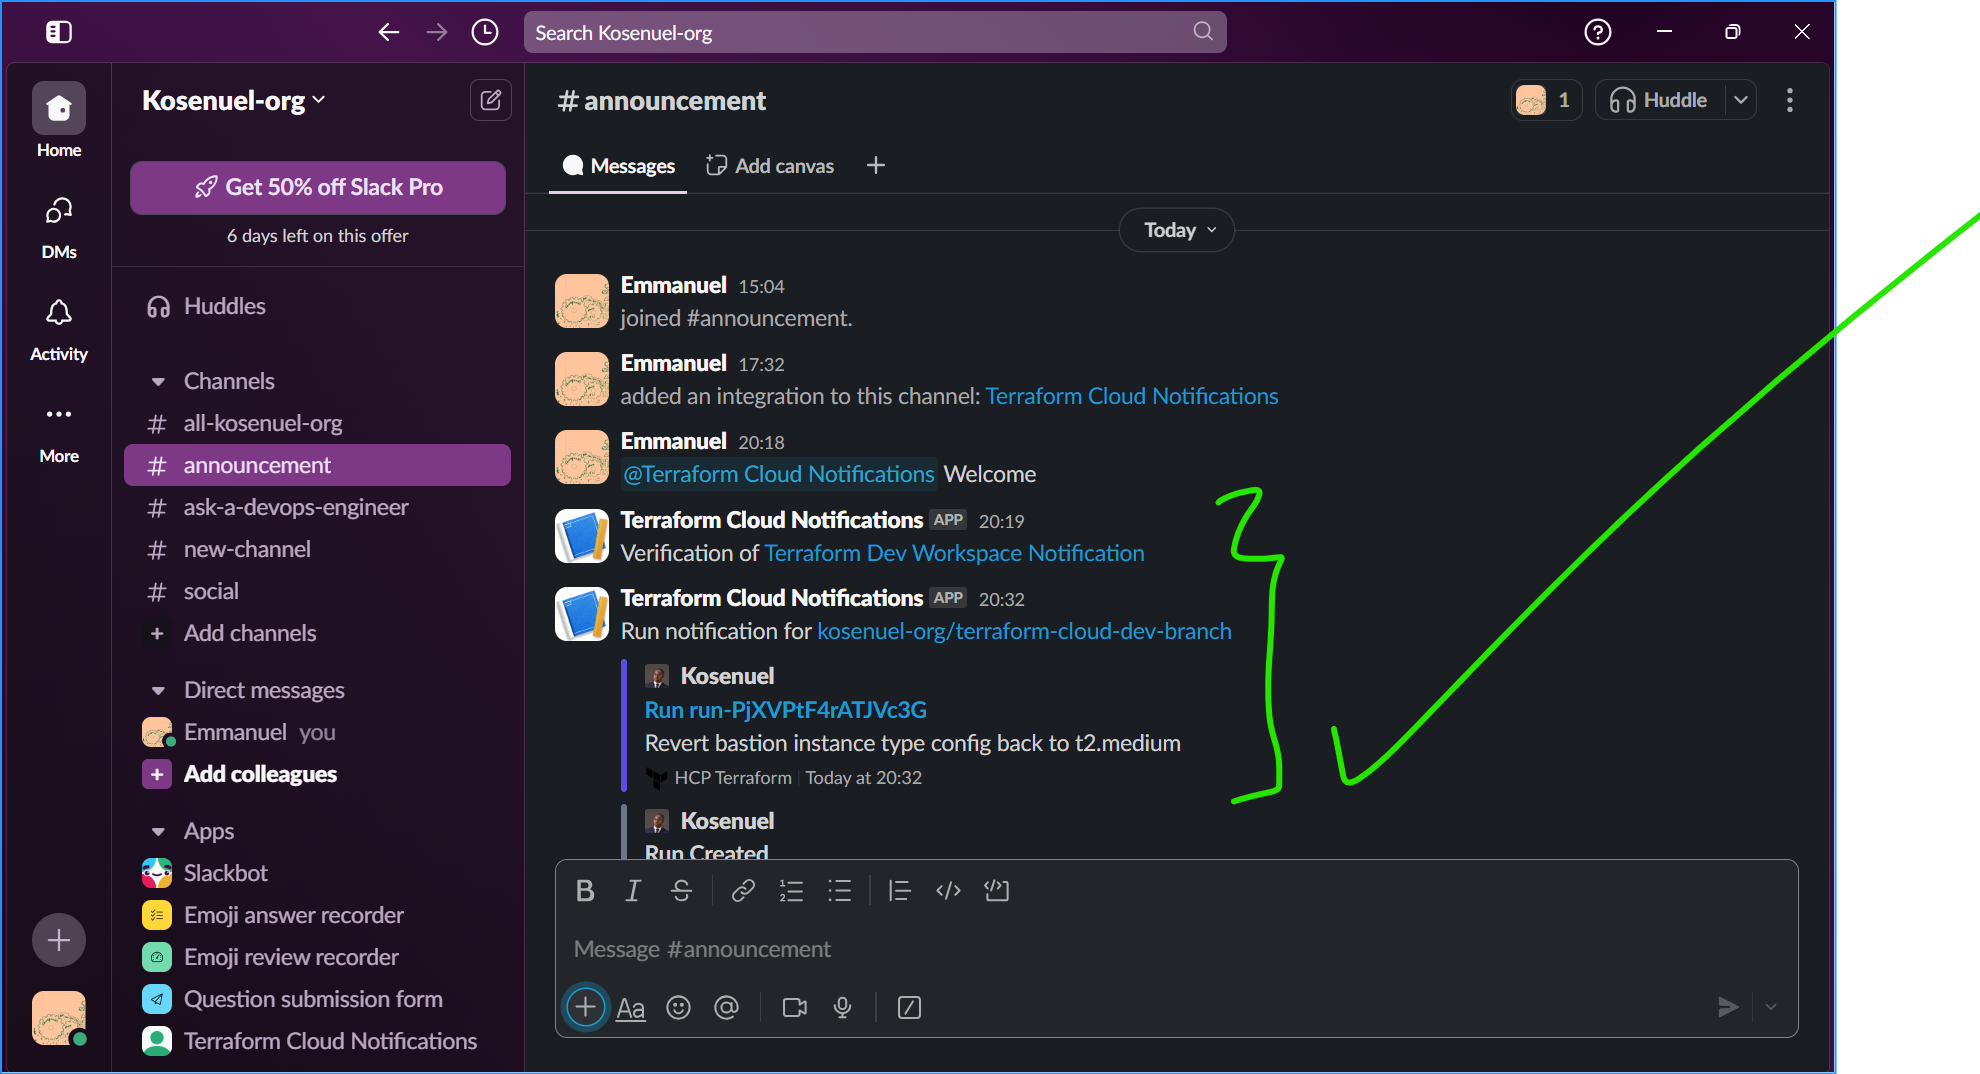 Search Kosenuel-org
Home
DMs
Activity
More
Kosenuel-org
Get 50% off Slack Pro
6 days left on this offer
Huddles
Channels
# all-kosenuel-org
# announcement
# ask-a-devops-engineer
# new-channel
# social
+ Add channels
Direct messages
Emmanuel you
+ Add colleagues
Apps
Slackbot
Emoji answer recorder
Emoji review recorder
Question submission form
Terraform Cloud Notifications
# announcement
1
Huddle
Messages
Add canvas
Today
Emmanuel 15:04
joined #announcement.
Emmanuel 17:32
added an integration to this channel: Terraform Cloud Notifications
Emmanuel 20:18
@Terraform Cloud Notifications Welcome
Terraform Cloud Notifications APP 20:19
Verification of Terraform Dev Workspace Notification
Terraform Cloud Notifications APP 20:32
Run notification for kosenuel-org/terraform-cloud-dev-branch
Kosenuel
Run run-PjXVPtF4rATJVc3G
Revert bastion instance type config back to t2.medium
HCP Terraform | Today at 20:32
Kosenuel
Run Created
Message #announcement
Aa